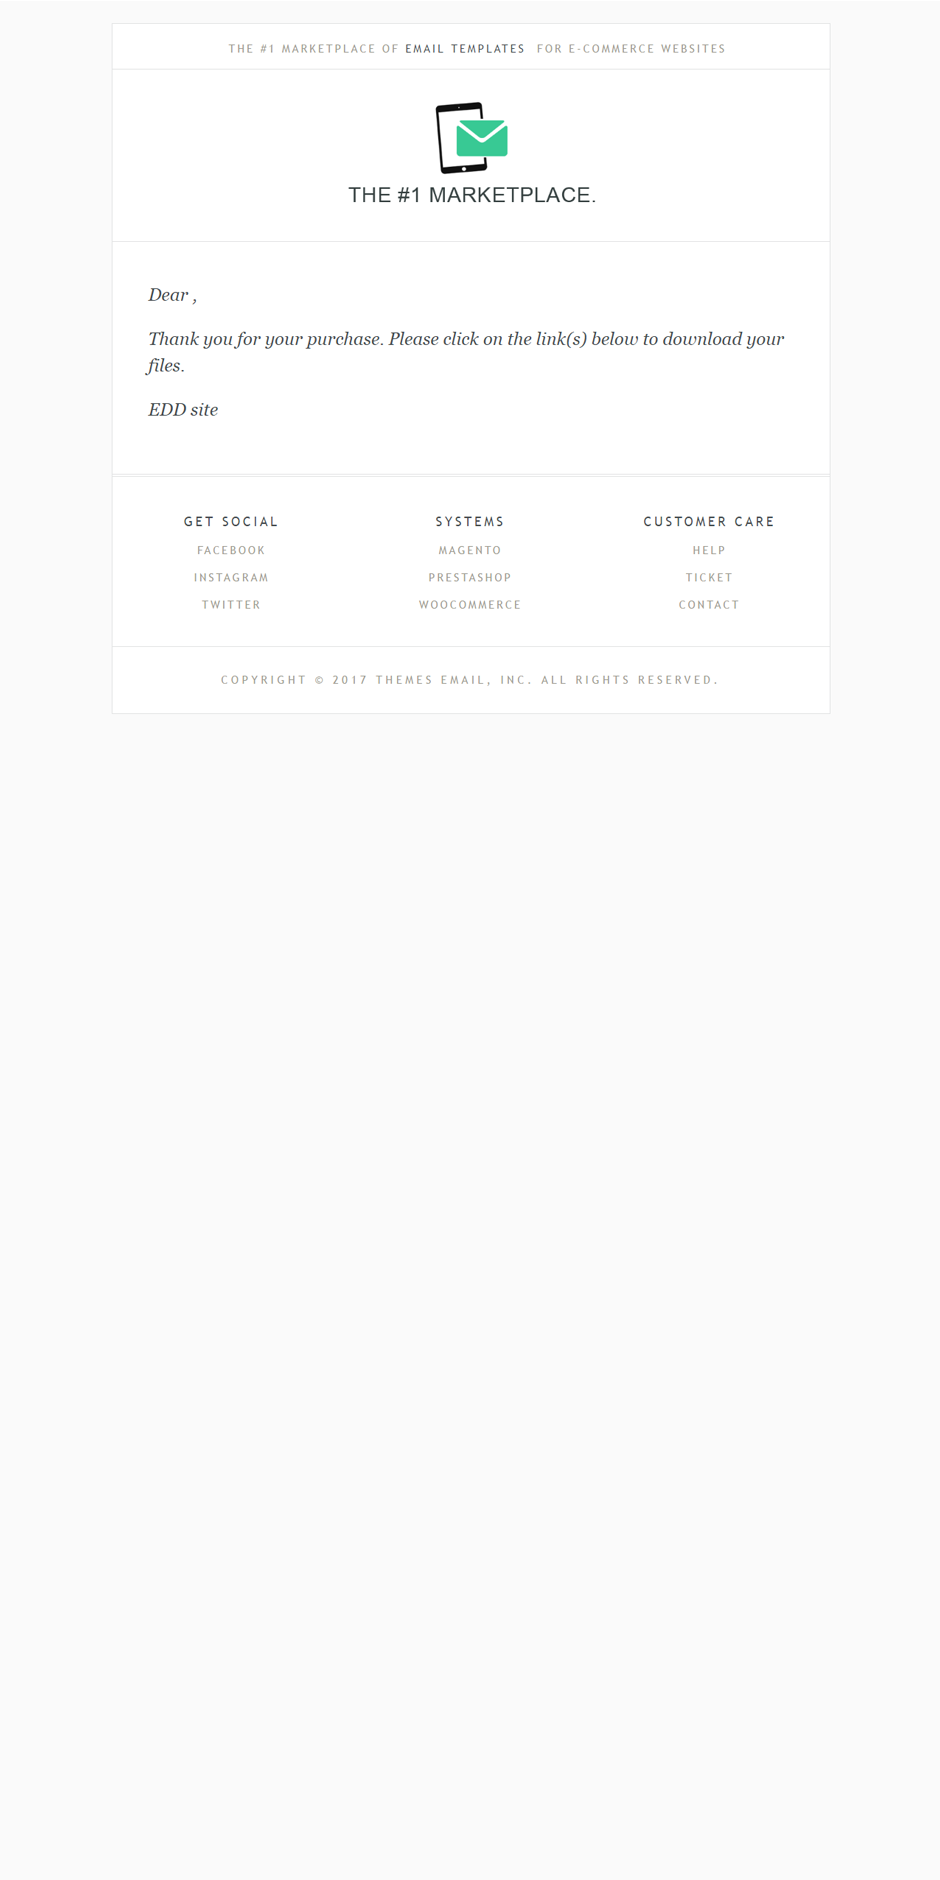 THE #1 MARKETPLACE OF EMAIL TEMPLATES FOR E-COMMERCE WEBSITES
THE #1 MARKETPLACE.
Dear ,
Thank you for your purchase. Please click on the link(s) below to download your
files.
EDD site
GET SOCIAL SYSTEMS CUSTOMER CARE
FACEBOOK MAGENTO HELP
INSTAGRAM PRESTASHOP TICKET
TWITTER WOOCOMMERCE CONTACT
COPYRIGHT © 2017 THEMES EMAIL, INC. ALL RIGHTS RESERVED.